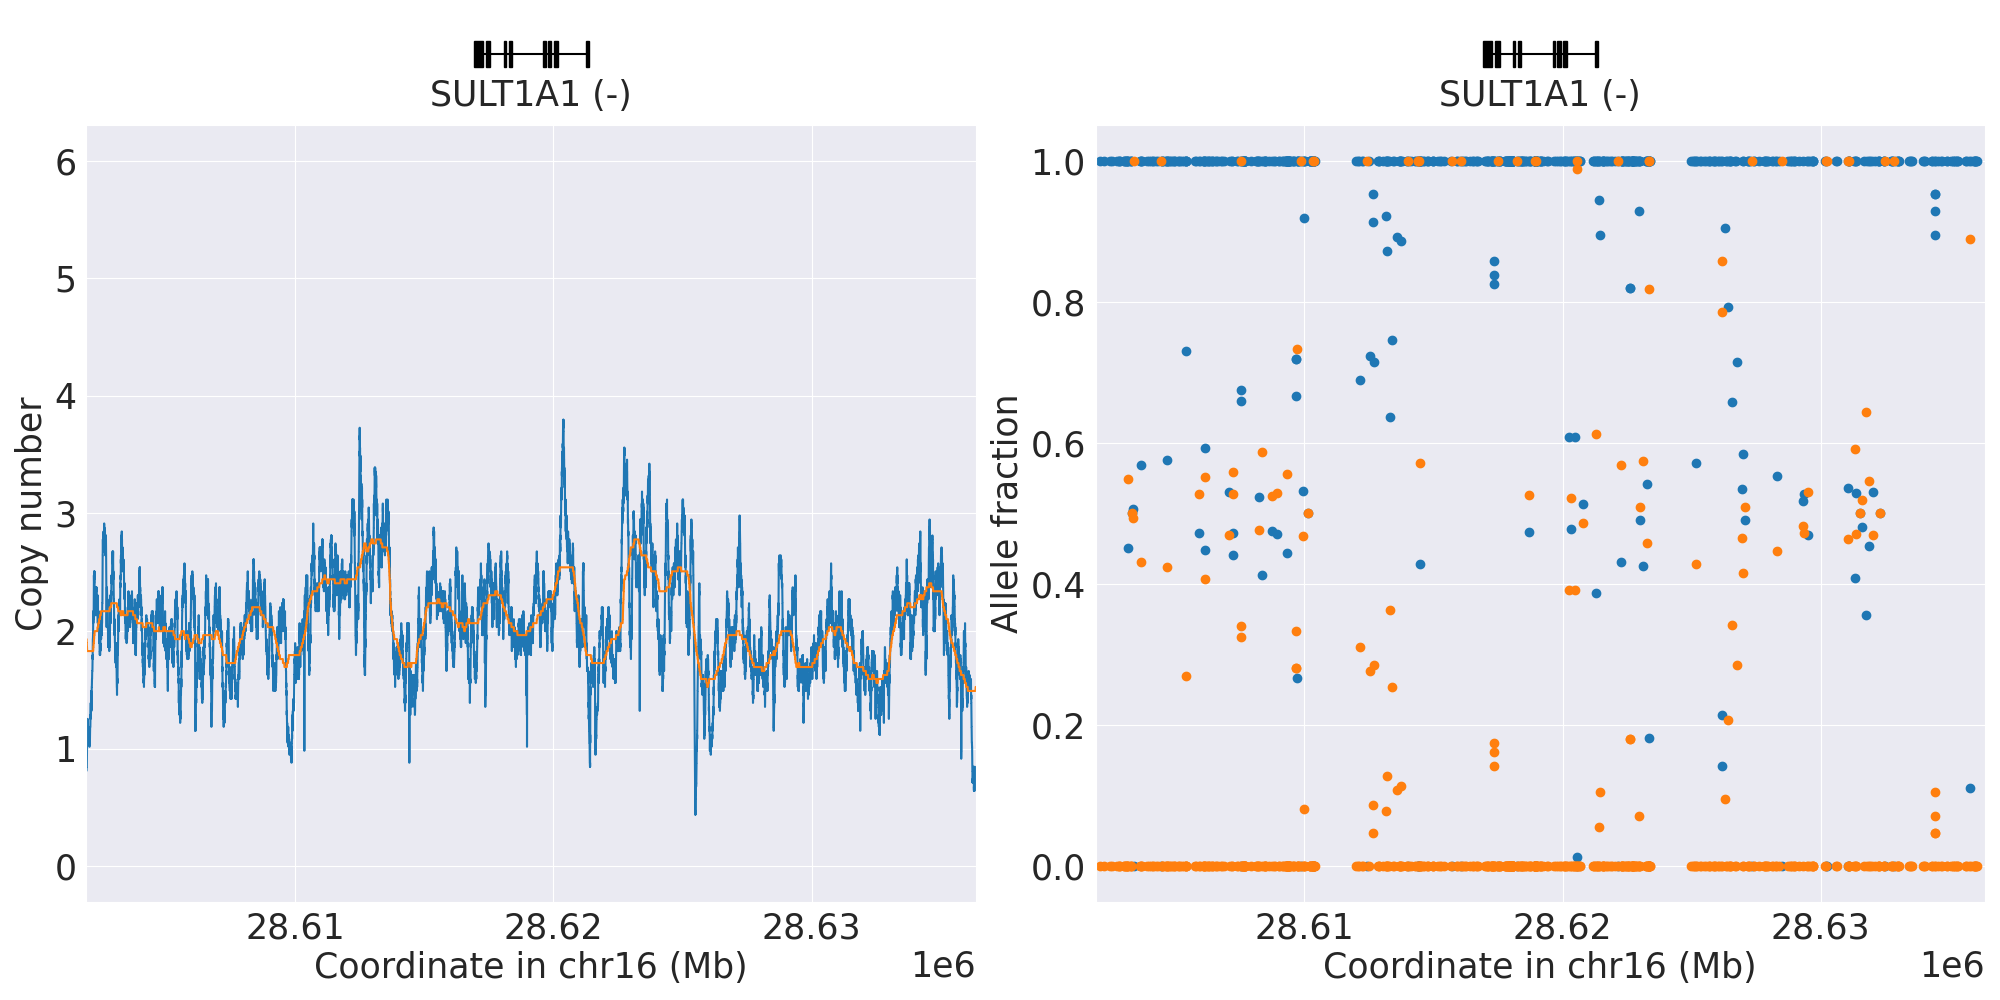 SULT1A1 (-)
Copy number
6
5
4
3
2
1
0
28.61
28.62
28.63
Coordinate in chr16 (Mb)
1e6
SULT1A1 (-)
Allele fraction
1.0
0.8
0.6
0.4
0.2
0.0
28.61
28.62
28.63
Coordinate in chr16 (Mb)
1e6